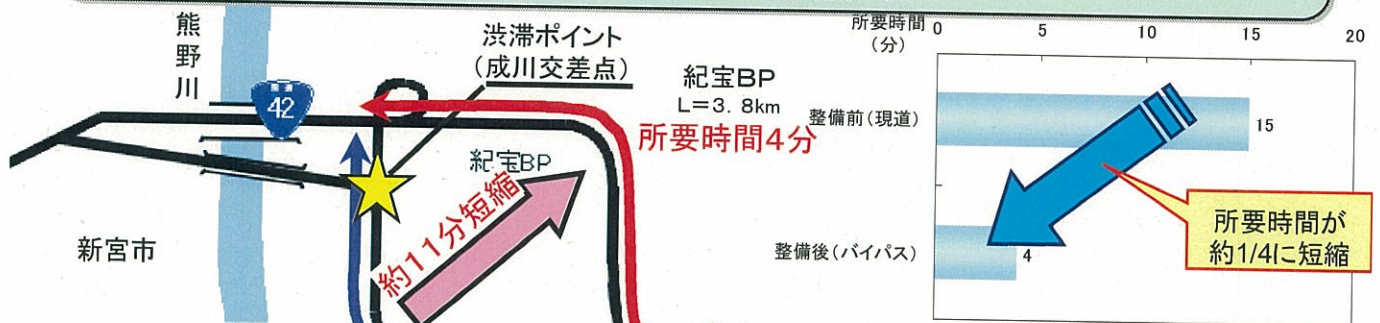 熊野川
国道
42
渋滞ポイント
(成川交差点)
紀宝BP
L=3.8km
所要時間4分
紀宝BP
約11分短縮
新宮市
所要時間
(分)
0
5
10
15
20
整備前(現道)
15
整備後(バイパス)
4
所要時間が
約1/4に短縮